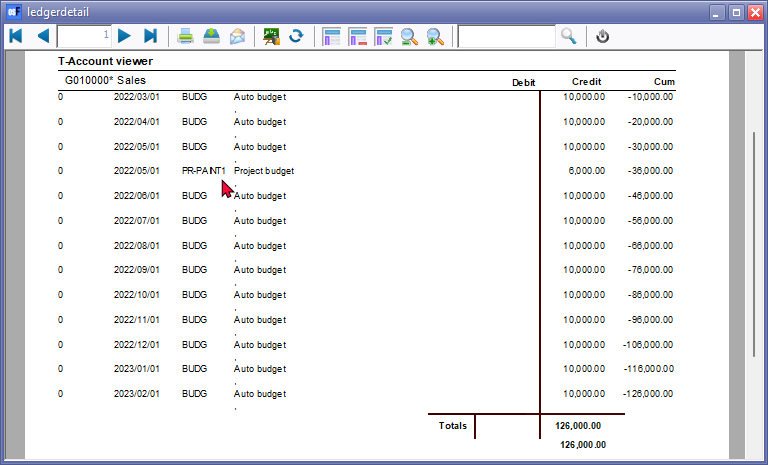 ledgerdetail
1
T-Account viewer
G010000* Sales Debit Credit Cum
0 2022/03/01 BUDG Auto budget 10,000.00 -10,000.00
,
0 2022/04/01 BUDG Auto budget 10,000.00 -20,000.00
,
0 2022/05/01 BUDG Auto budget 10,000.00 -30,000.00
,
0 2022/05/01 PR-PAINT1 Project budget 6,000.00 -36,000.00
,
0 2022/06/01 BUDG Auto budget 10,000.00 -46,000.00
,
0 2022/07/01 BUDG Auto budget 10,000.00 -56,000.00
,
0 2022/08/01 BUDG Auto budget 10,000.00 -66,000.00
,
0 2022/09/01 BUDG Auto budget 10,000.00 -76,000.00
,
0 2022/10/01 BUDG Auto budget 10,000.00 -86,000.00
,
0 2022/11/01 BUDG Auto budget 10,000.00 -96,000.00
,
0 2022/12/01 BUDG Auto budget 10,000.00 -106,000.00
,
0 2023/01/01 BUDG Auto budget 10,000.00 -116,000.00
,
0 2023/02/01 BUDG Auto budget 10,000.00 -126,000.00
,
Totals 126,000.00
126,000.00